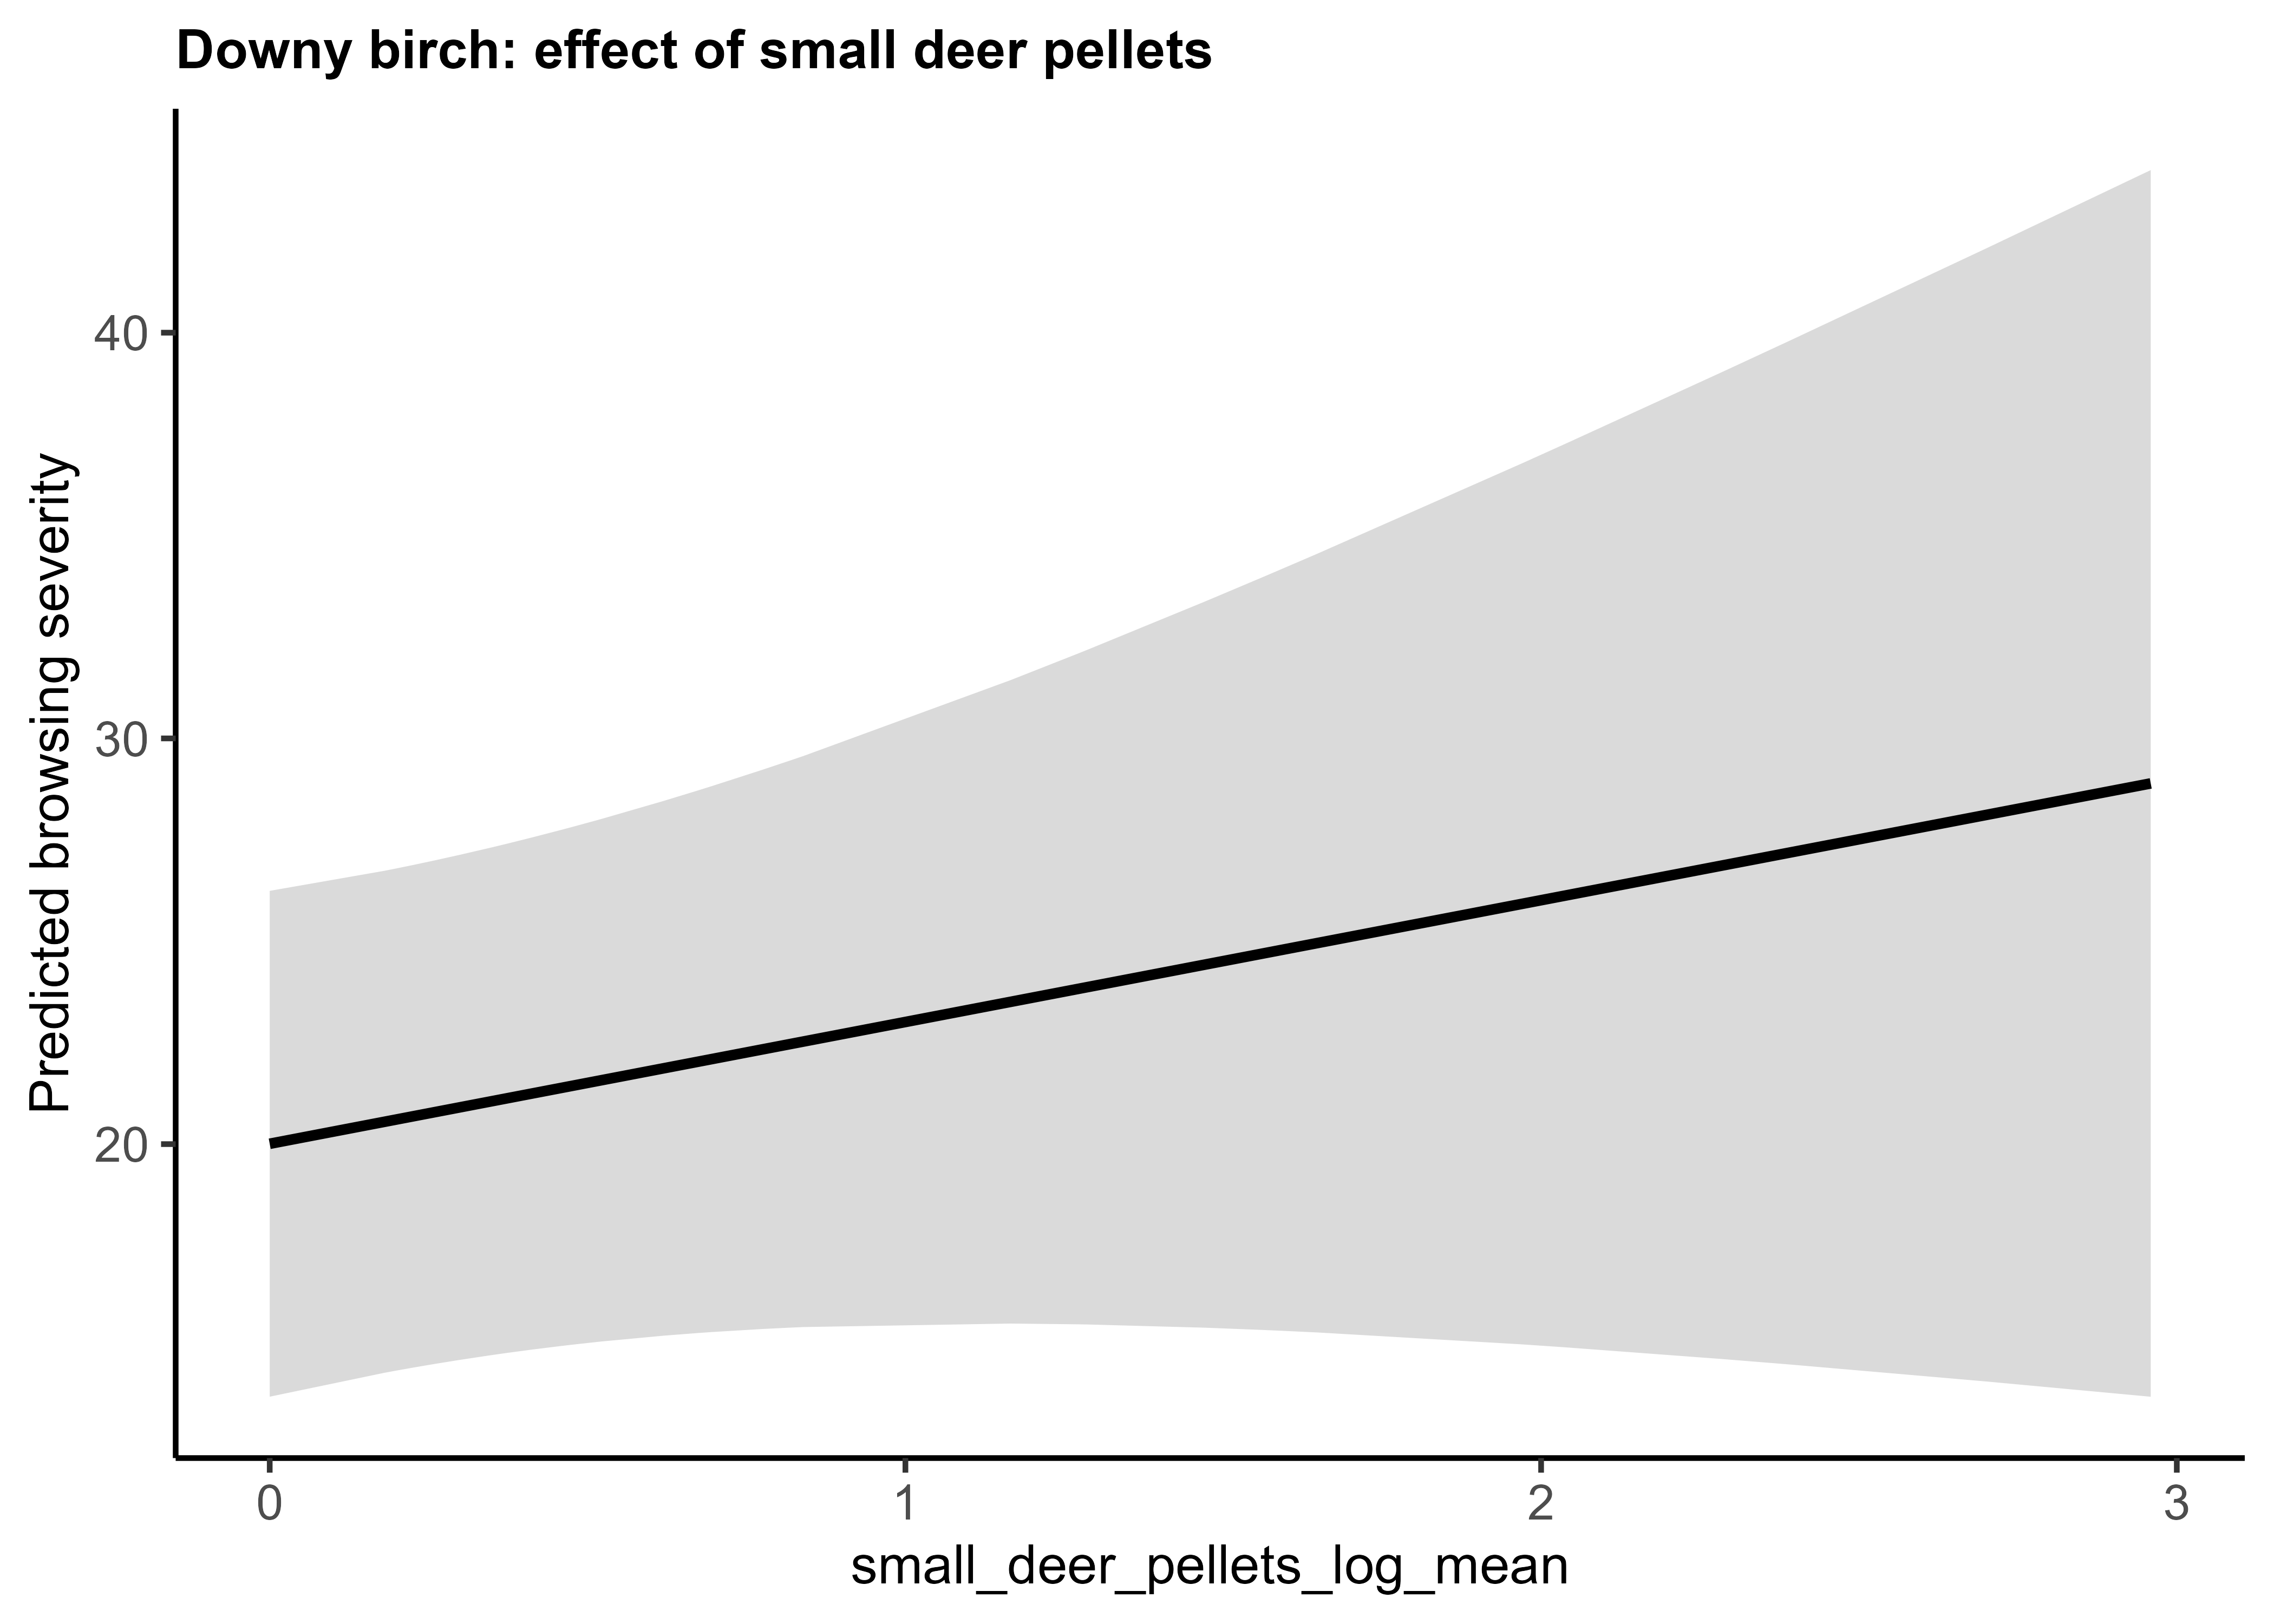 Downy birch: effect of small deer pellets
Predicted browsing severity
40
30
20
0
1
2
3
small_deer_pellets_log_mean